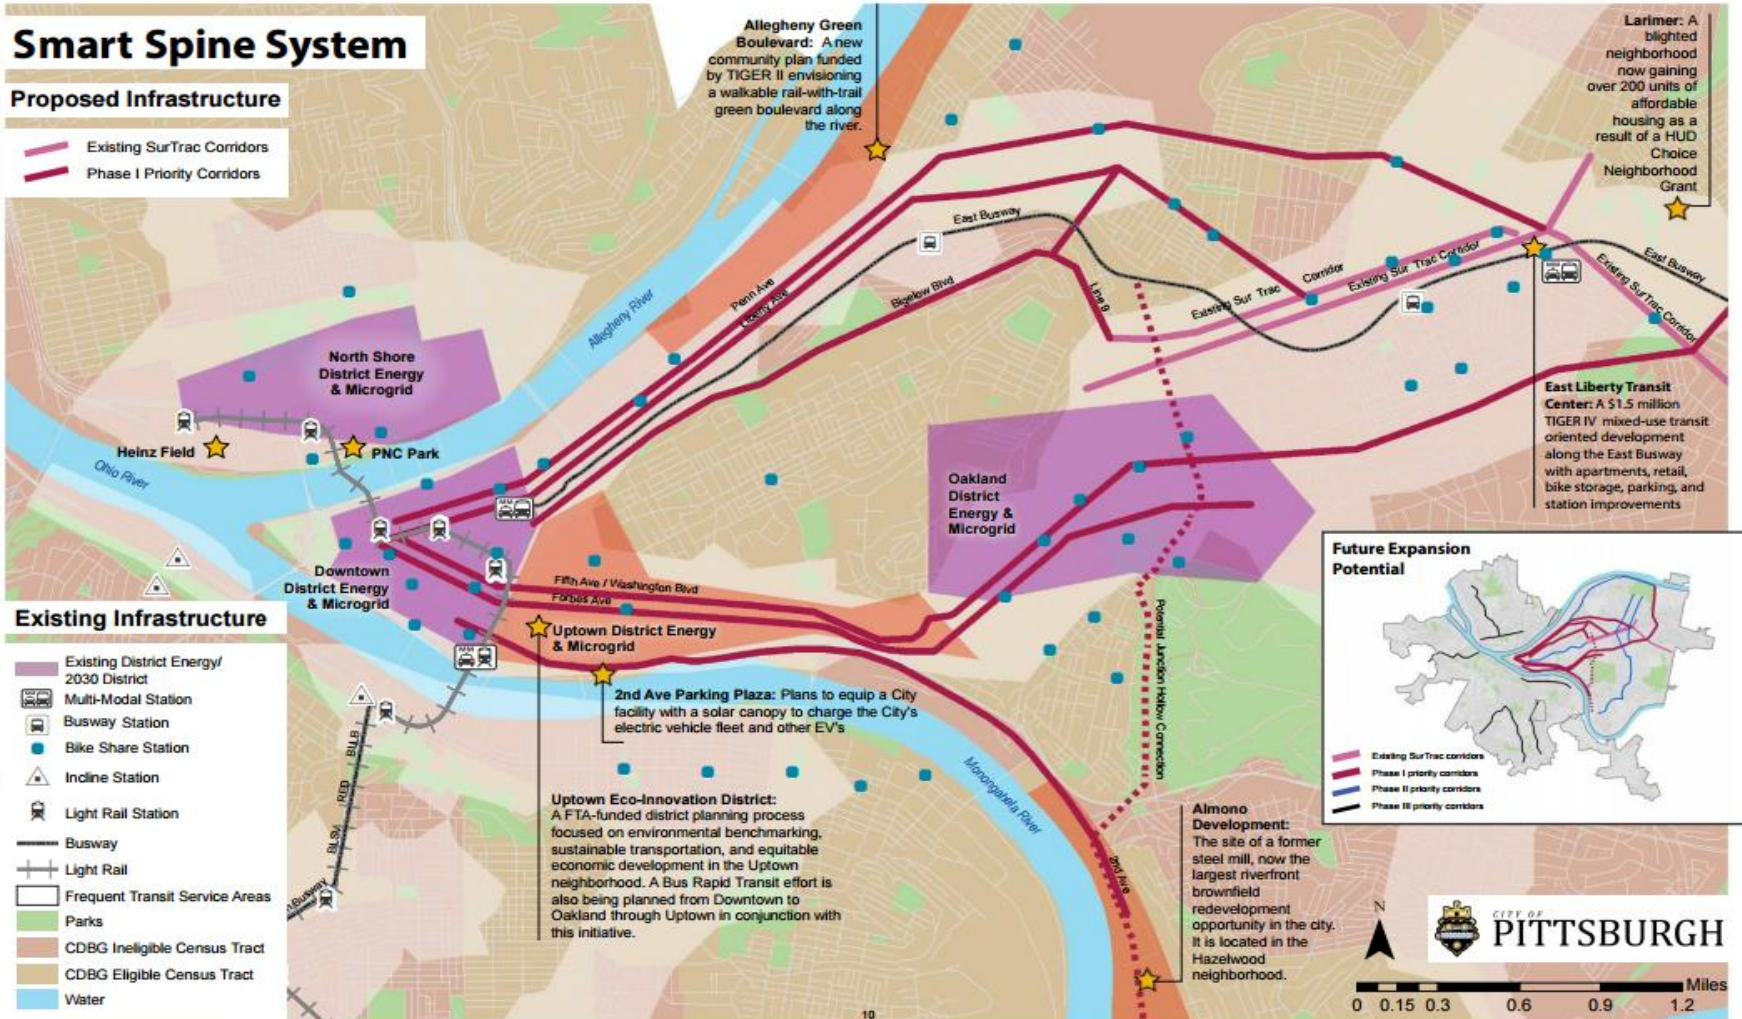 Smart Spine System
Proposed Infrastructure
Existing SurTrac Corridors
Phase I Priority Corridors
Allegheny Green
Boulevard: A new
community plan funded
by TIGER II envisioning
a walkable rail-with-trail
green boulevard along
the river.
Larimer: A
blighted
neighborhood
now gaining
over 200 units of
affordable
housing as a
result of a HUD
Choice
Neighborhood
Grant
East Busway
Penn Ave
Liberty Ave
Bigelow Blvd
Line 9
Existing Sur Trac Corridor
Existing Sur Trac Corridor
Existing SurTrac Corridor
East Busway
Allegheny River
North Shore
District Energy
& Microgrid
Heinz Field
PNC Park
Ohio River
Oakland
District
Energy &
Microgrid
East Liberty Transit
Center: A $1.5 million
TIGER IV mixed-use transit
oriented development
along the East Busway
with apartments, retail,
bike storage, parking, and
station improvements
Downtown
District Energy
& Microgrid
Fifth Ave / Washington Blvd
Forbes Ave
Uptown District Energy
& Microgrid
2nd Ave Parking Plaza: Plans to equip a City
facility with a solar canopy to charge the City's
electric vehicle fleet and other EV's
Potential Junction Hollow Connection
Monongahela River
2nd Ave
Uptown Eco-Innovation District:
A FTA-funded district planning process
focused on environmental benchmarking,
sustainable transportation, and equitable
economic development in the Uptown
neighborhood. A Bus Rapid Transit effort is
also being planned from Downtown to
Oakland through Uptown in conjunction with
this initiative.
Almono
Development:
The site of a former
steel mill, now the
largest riverfront
brownfield
redevelopment
opportunity in the city.
It is located in the
Hazelwood
neighborhood.
Existing Infrastructure
Existing District Energy/
2030 District
Multi-Modal Station
Busway Station
Bike Share Station
Incline Station
Light Rail Station
Busway
Light Rail
Frequent Transit Service Areas
Parks
CDBG Ineligible Census Tract
CDBG Eligible Census Tract
Water
BLLB
RED
BLSV
Busway
MM
MM
Future Expansion
Potential
Existing SurTrac corridors
Phase I priority corridors
Phase II priority corridors
Phase III priority corridors
N
CITY OF
PITTSBURGH
Miles
0 0.15 0.3 0.6 0.9 1.2
10